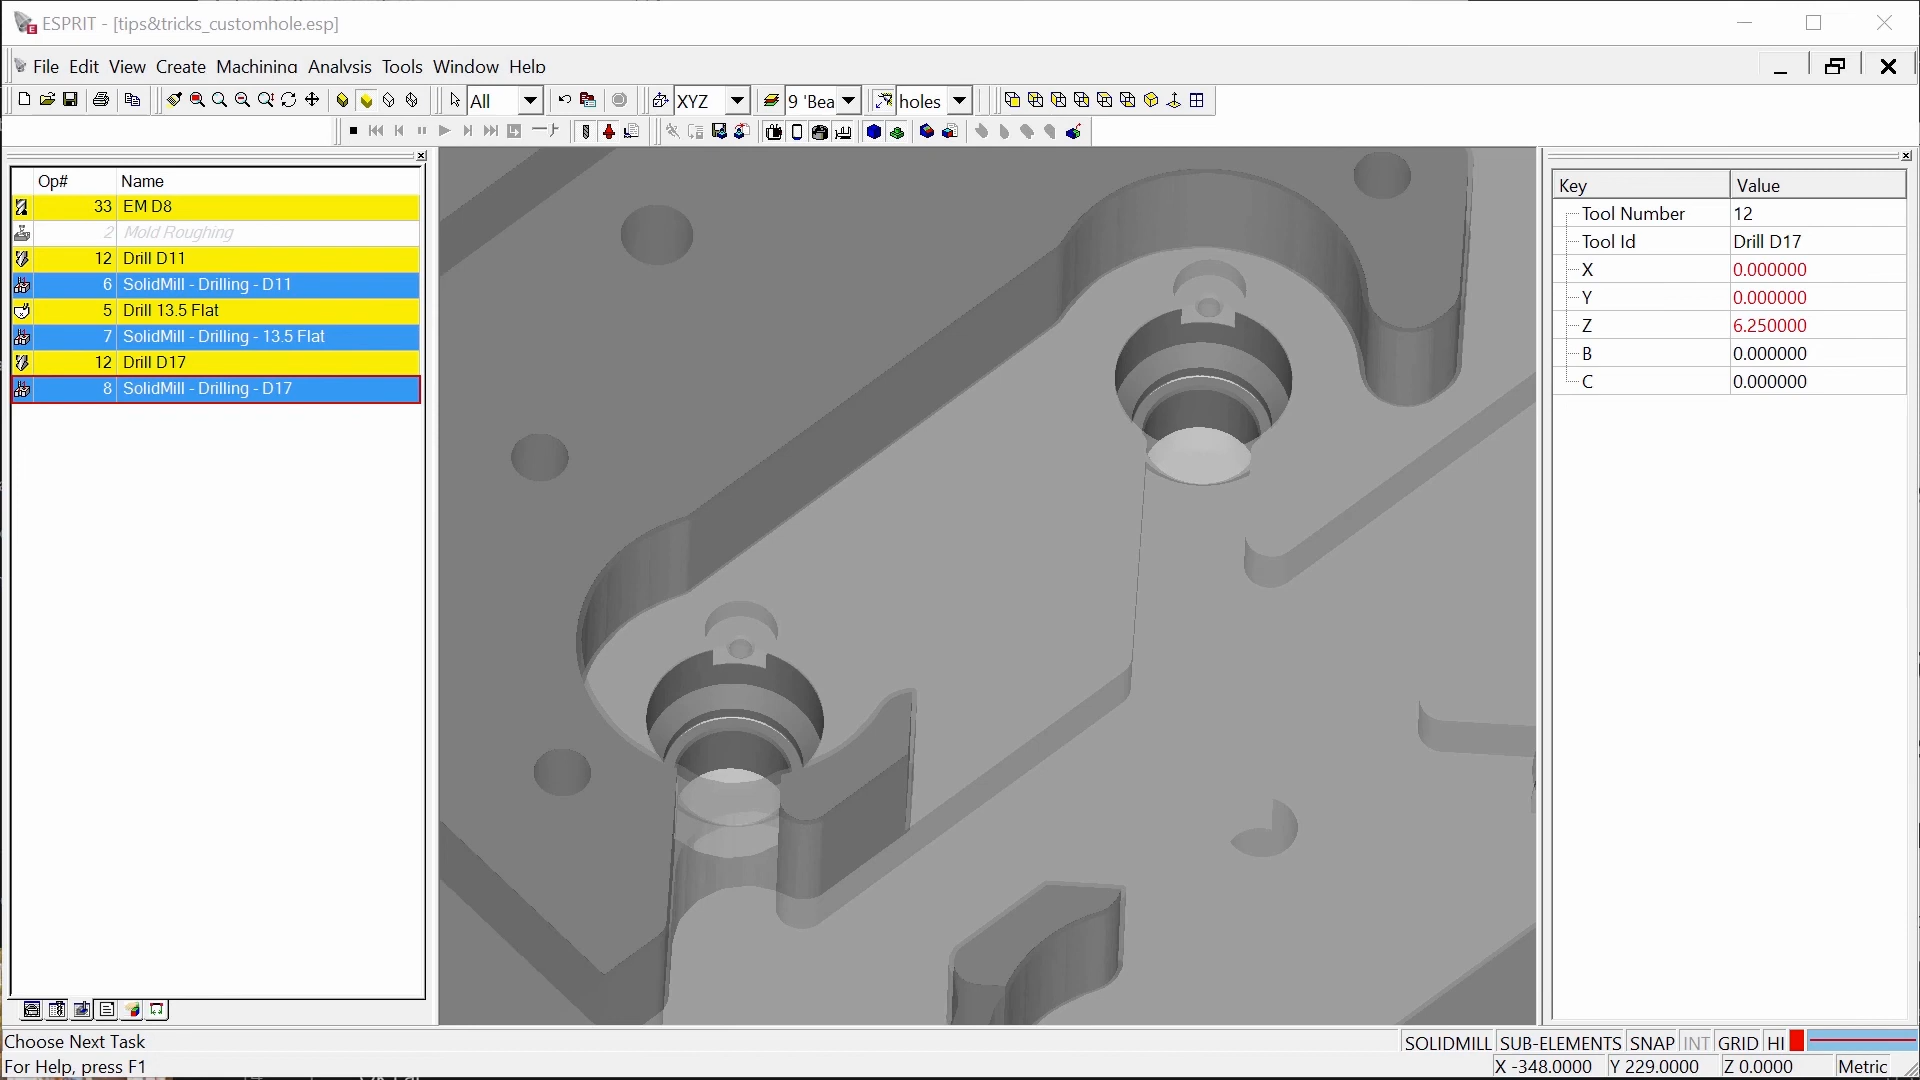 ESPRIT - [tips&tricks_customhole.esp]
File Edit View Create Machining Analysis Tools Window Help
All XYZ 9 'Bea holes
Op# Name
33 EM D8
2 Mold Roughing
12 Drill D11
6 SolidMill - Drilling - D11
5 Drill 13.5 Flat
7 SolidMill - Drilling - 13.5 Flat
12 Drill D17
8 SolidMill - Drilling - D17
Key Value
Tool Number 12
Tool Id Drill D17
X 0.000000
Y 0.000000
Z 6.250000
B 0.000000
C 0.000000
Choose Next Task
SOLIDMILL SUB-ELEMENTS SNAP INT GRID HI
For Help, press F1
X -348.0000 Y 229.0000 Z 0.0000 Metric